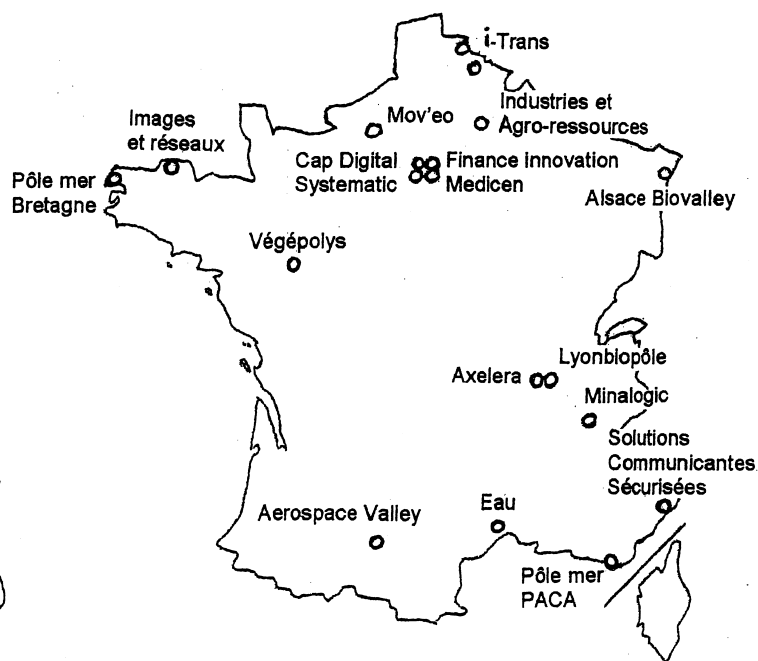 i-Trans
Industries et
Agro-ressources
Mov'eo
Images
et réseaux
Cap Digital
Systematic
Finance innovation
Medicen
Pôle mer
Bretagne
Alsace Biovalley
Végépolys
Lyonbiopôle
Axelera
Minalogic
Solutions
Communicantes
Sécurisées
Eau
Aerospace Valley
Pôle mer
PACA